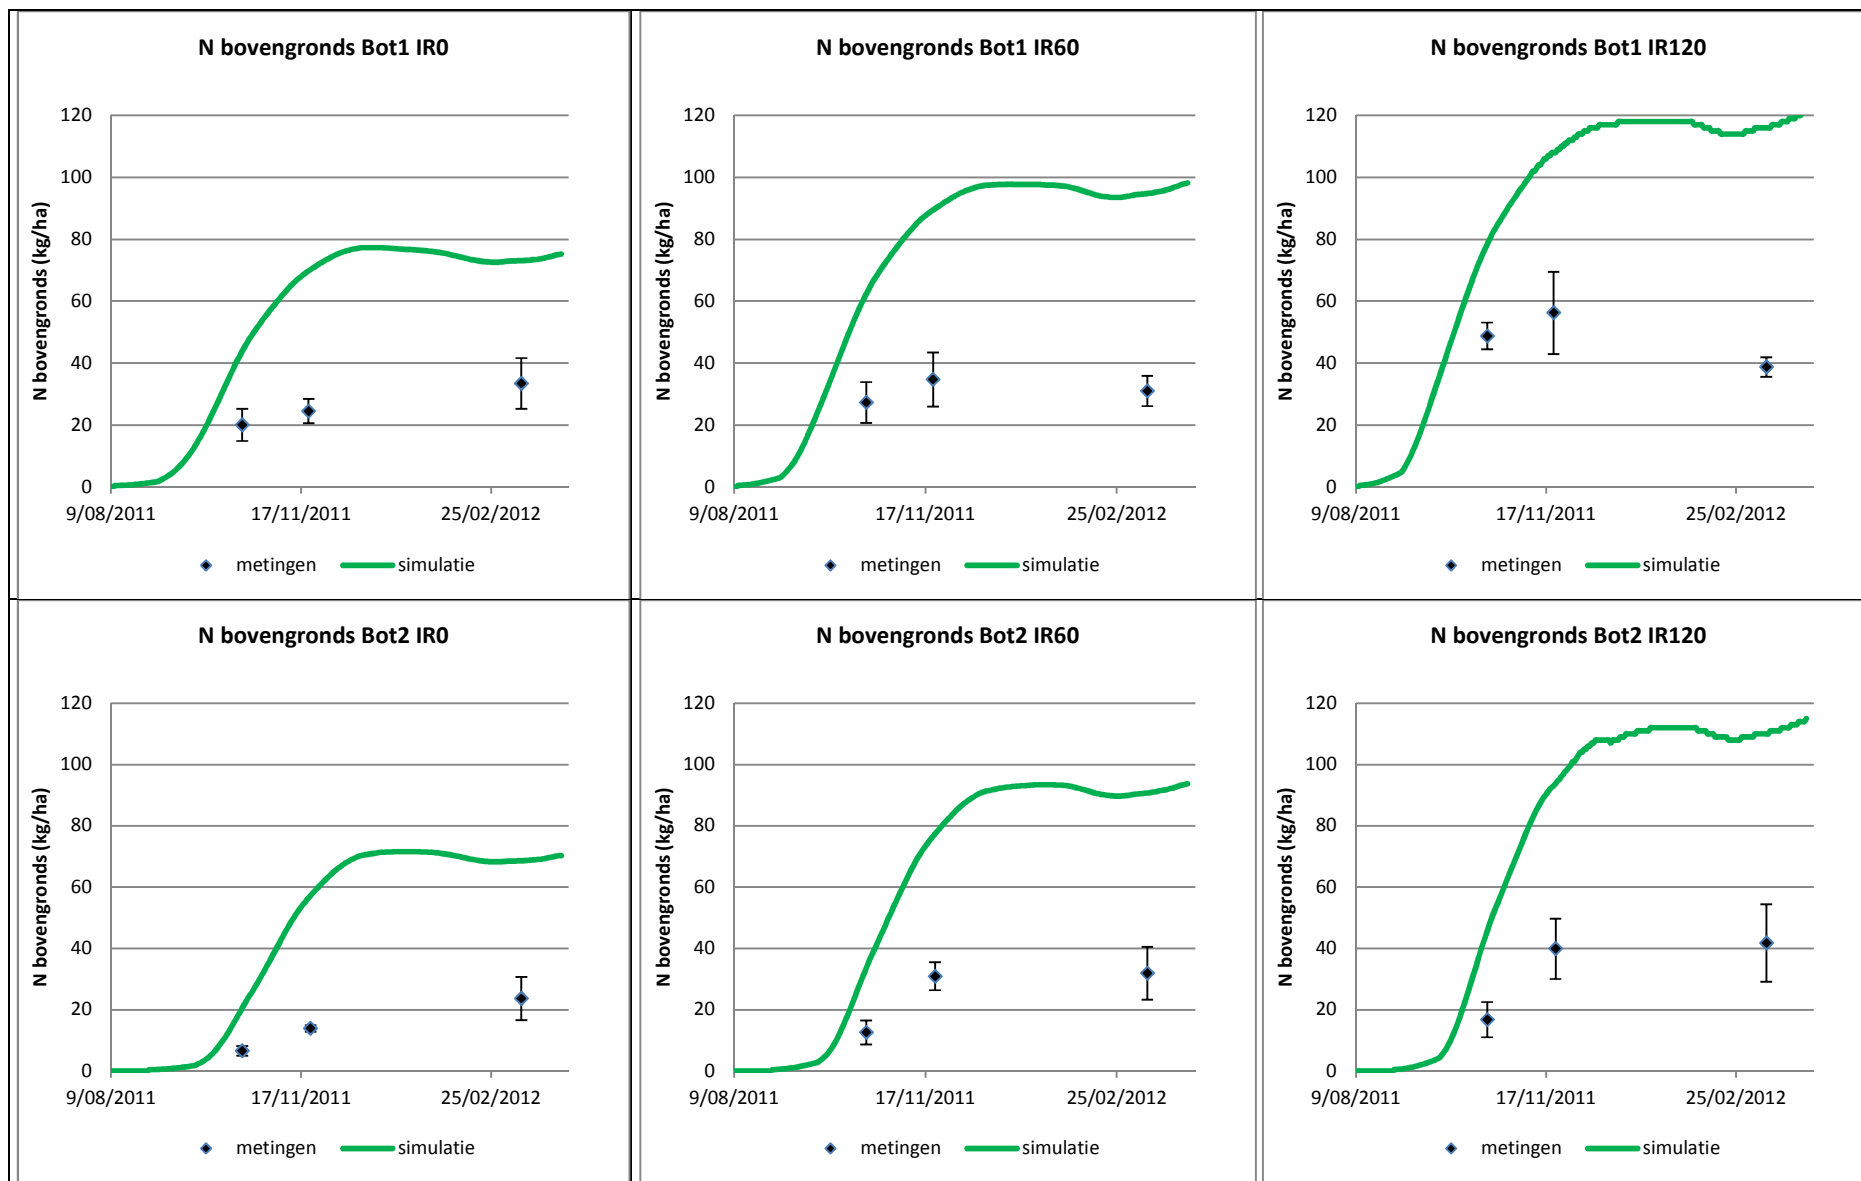 N bovengronds Bot1 IR0
N bovengronds (kg/ha)
120
100
80
60
40
20
0
9/08/2011 17/11/2011 25/02/2012
metingen simulatie
N bovengronds Bot1 IR60
N bovengronds (kg/ha)
120
100
80
60
40
20
0
9/08/2011 17/11/2011 25/02/2012
metingen simulatie
N bovengronds Bot1 IR120
N bovengronds (kg/ha)
120
100
80
60
40
20
0
9/08/2011 17/11/2011 25/02/2012
metingen simulatie
N bovengronds Bot2 IR0
N bovengronds (kg/ha)
120
100
80
60
40
20
0
9/08/2011 17/11/2011 25/02/2012
metingen simulatie
N bovengronds Bot2 IR60
N bovengronds (kg/ha)
120
100
80
60
40
20
0
9/08/2011 17/11/2011 25/02/2012
metingen simulatie
N bovengronds Bot2 IR120
N bovengronds (kg/ha)
120
100
80
60
40
20
0
9/08/2011 17/11/2011 25/02/2012
metingen simulatie